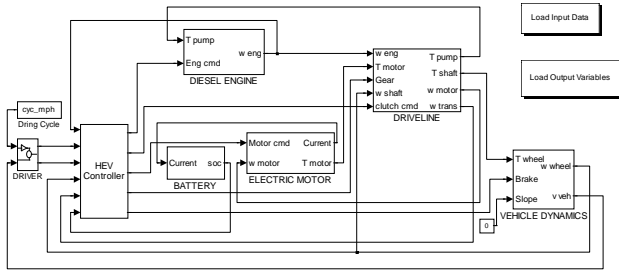 Load Input Data
Load Output Variables
T pump
Eng cmd
w eng
DIESEL ENGINE
w eng
T motor
Gear
w shaft
clutch cmd
T pump
T shaft
w motor
w trans
DRIVELINE
cyc_mph
Dring Cycle
DRIVER
HEV
Controller
Current
soc
BATTERY
Motor cmd
w motor
Current
T motor
ELECTRIC MOTOR
T wheel
Brake
Slope
w wheel
v veh
VEHICLE DYNAMICS
0